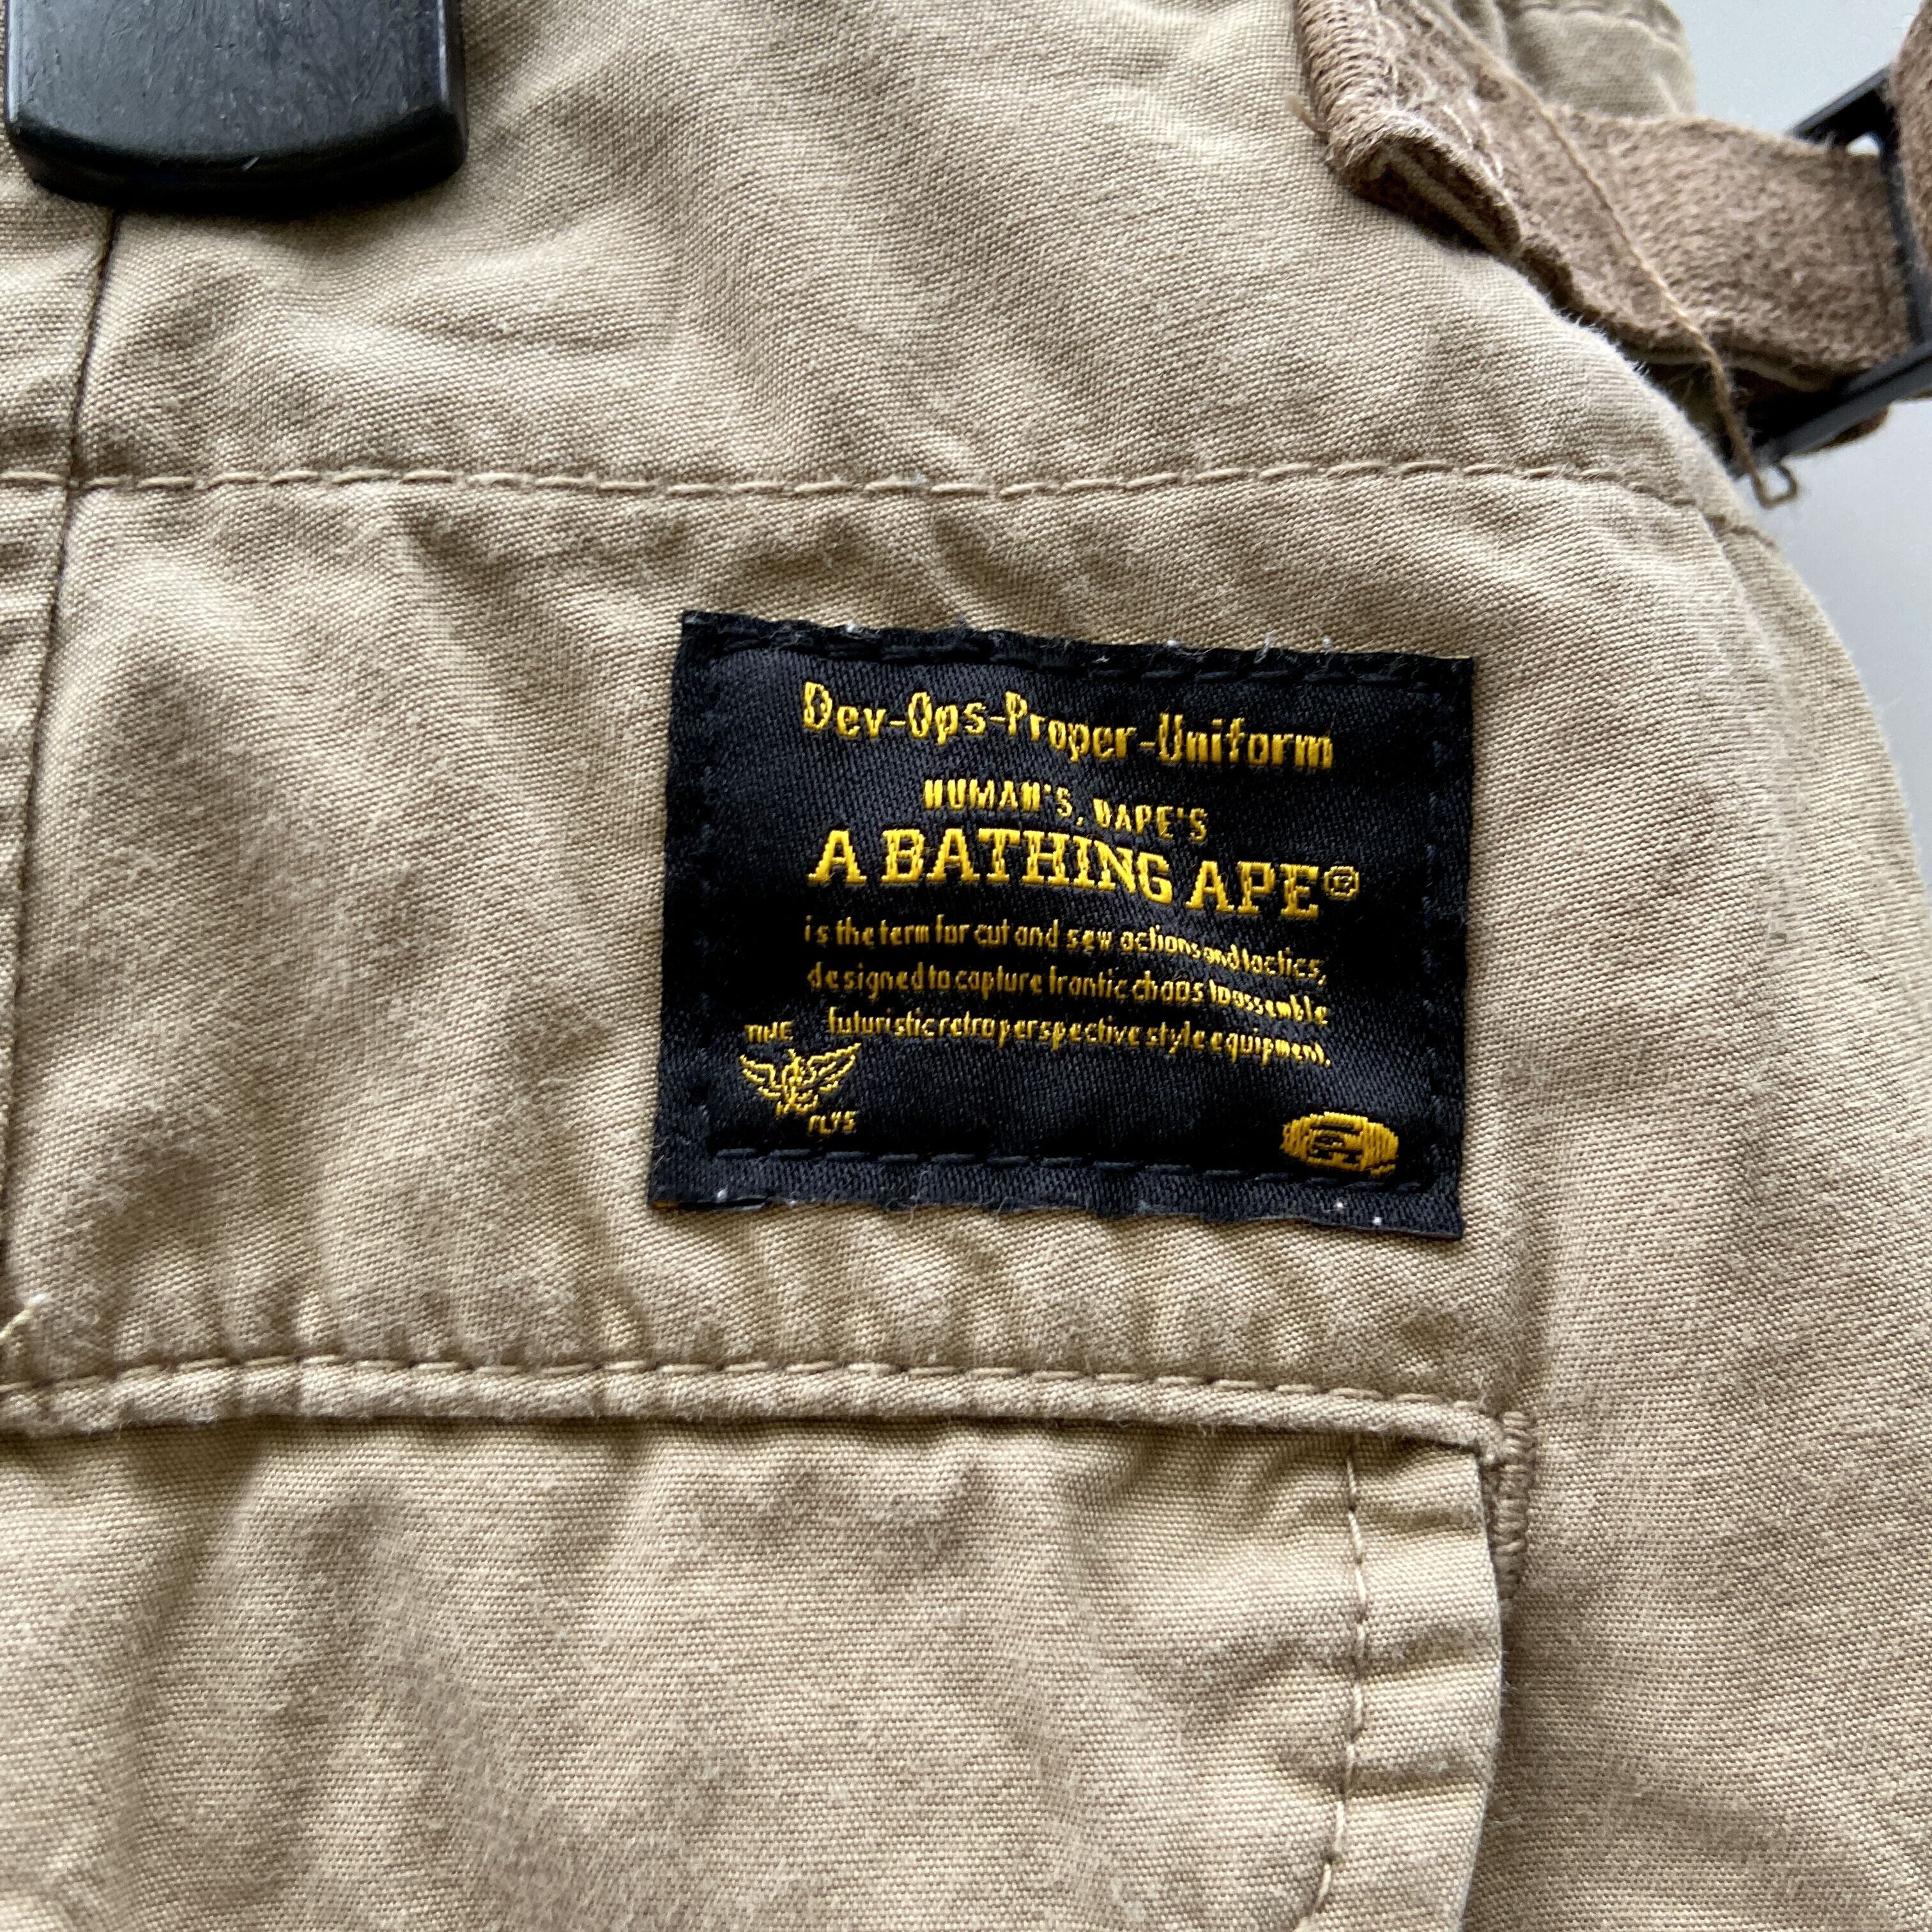 Dev-Ops-Proper-Uniform
HUMAN'S, BAPE'S
A BATHING APE®
is the term for cut and sew actions and tactics,
designed to capture frantic chaos to assemble
futuristic retro perspective style equipment.
TIME
FLYS